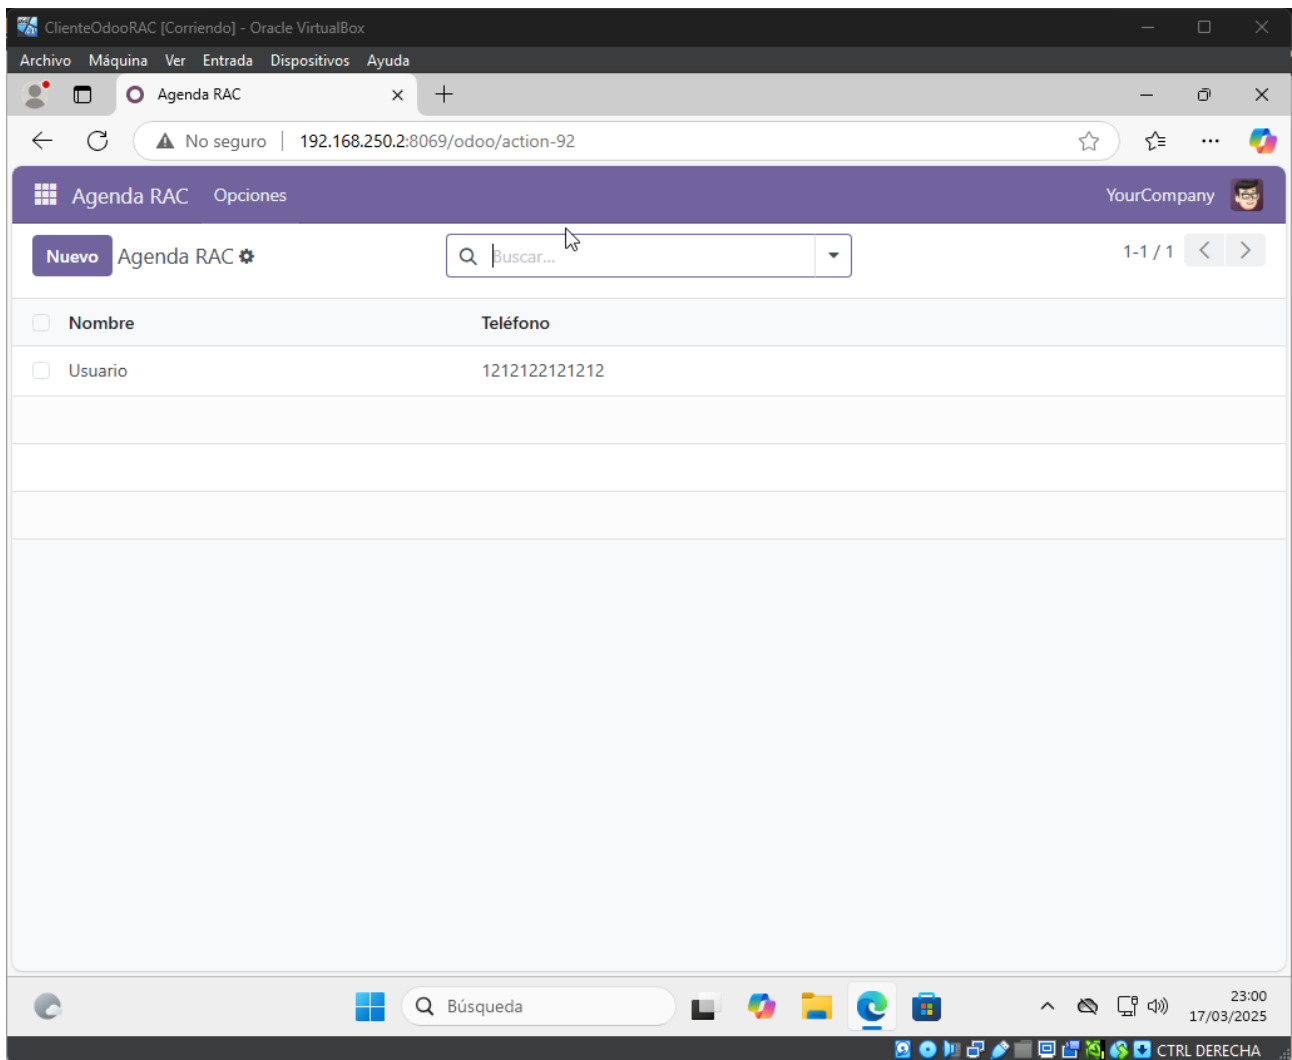 ClienteOdooRAC [Corriendo] - Oracle VirtualBox
Archivo Máquina Ver Entrada Dispositivos Ayuda
Agenda RAC
No seguro 192.168.250.2:8069/odoo/action-92
Agenda RAC Opciones YourCompany
Nuevo Agenda RAC Buscar... 1-1 / 1
Nombre Teléfono
Usuario 1212122121212
Búsqueda 23:00
17/03/2025
CTRL DERECHA